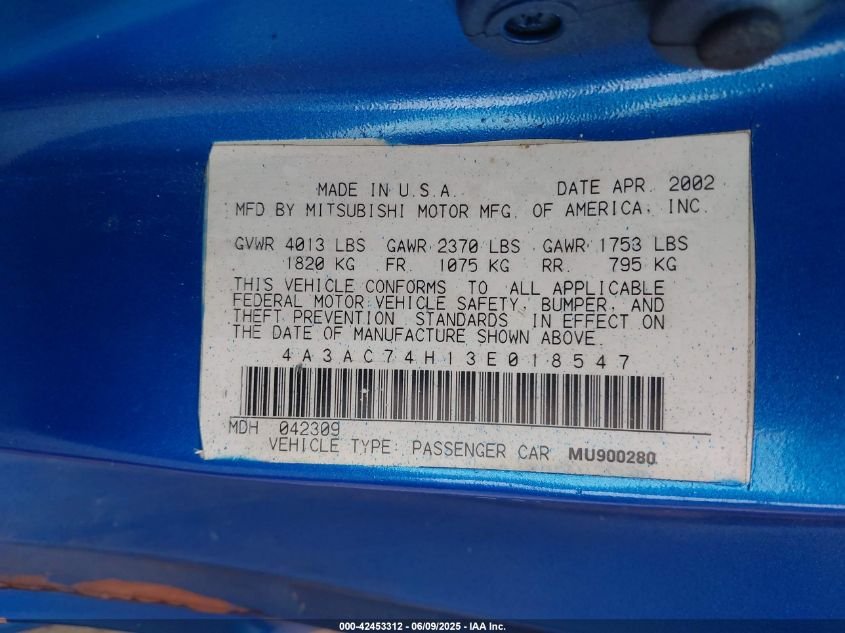 MADE IN U.S.A. DATE APR. 2002
MFD BY MITSUBISHI MOTOR MFG. OF AMERICA, INC.
GVWR 4013 LBS GAWR 2370 LBS GAWR 1753 LBS
1820 KG FR. 1075 KG RR. 795 KG
THIS VEHICLE CONFORMS TO ALL APPLICABLE
FEDERAL MOTOR VEHICLE SAFETY, BUMPER, AND
THEFT PREVENTION STANDARDS IN EFFECT ON
THE DATE OF MANUFACTURE SHOWN ABOVE.
4A3AC74H13E018547
MDH 042309
VEHICLE TYPE: PASSENGER CAR MU900280
000-42453312 - 06/09/2025 - IAA Inc.